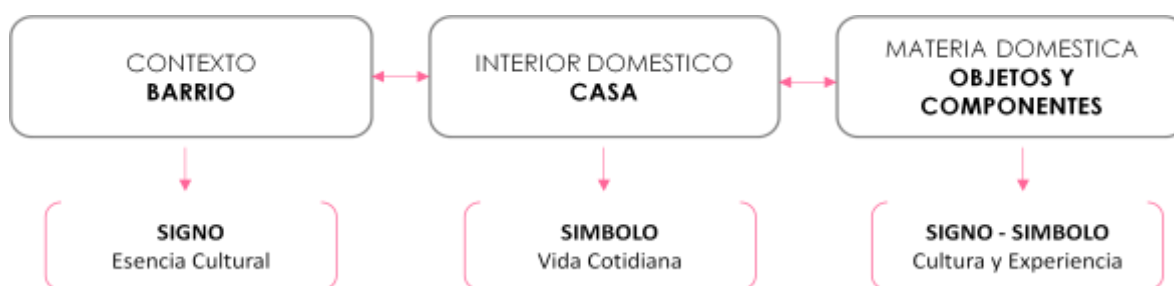 CONTEXTO
BARRIO
INTERIOR DOMESTICO
CASA
MATERIA DOMESTICA
OBJETOS Y
COMPONENTES
SIGNO
Esencia Cultural
SIMBOLO
Vida Cotidiana
SIGNO - SIMBOLO
Cultura y Experiencia